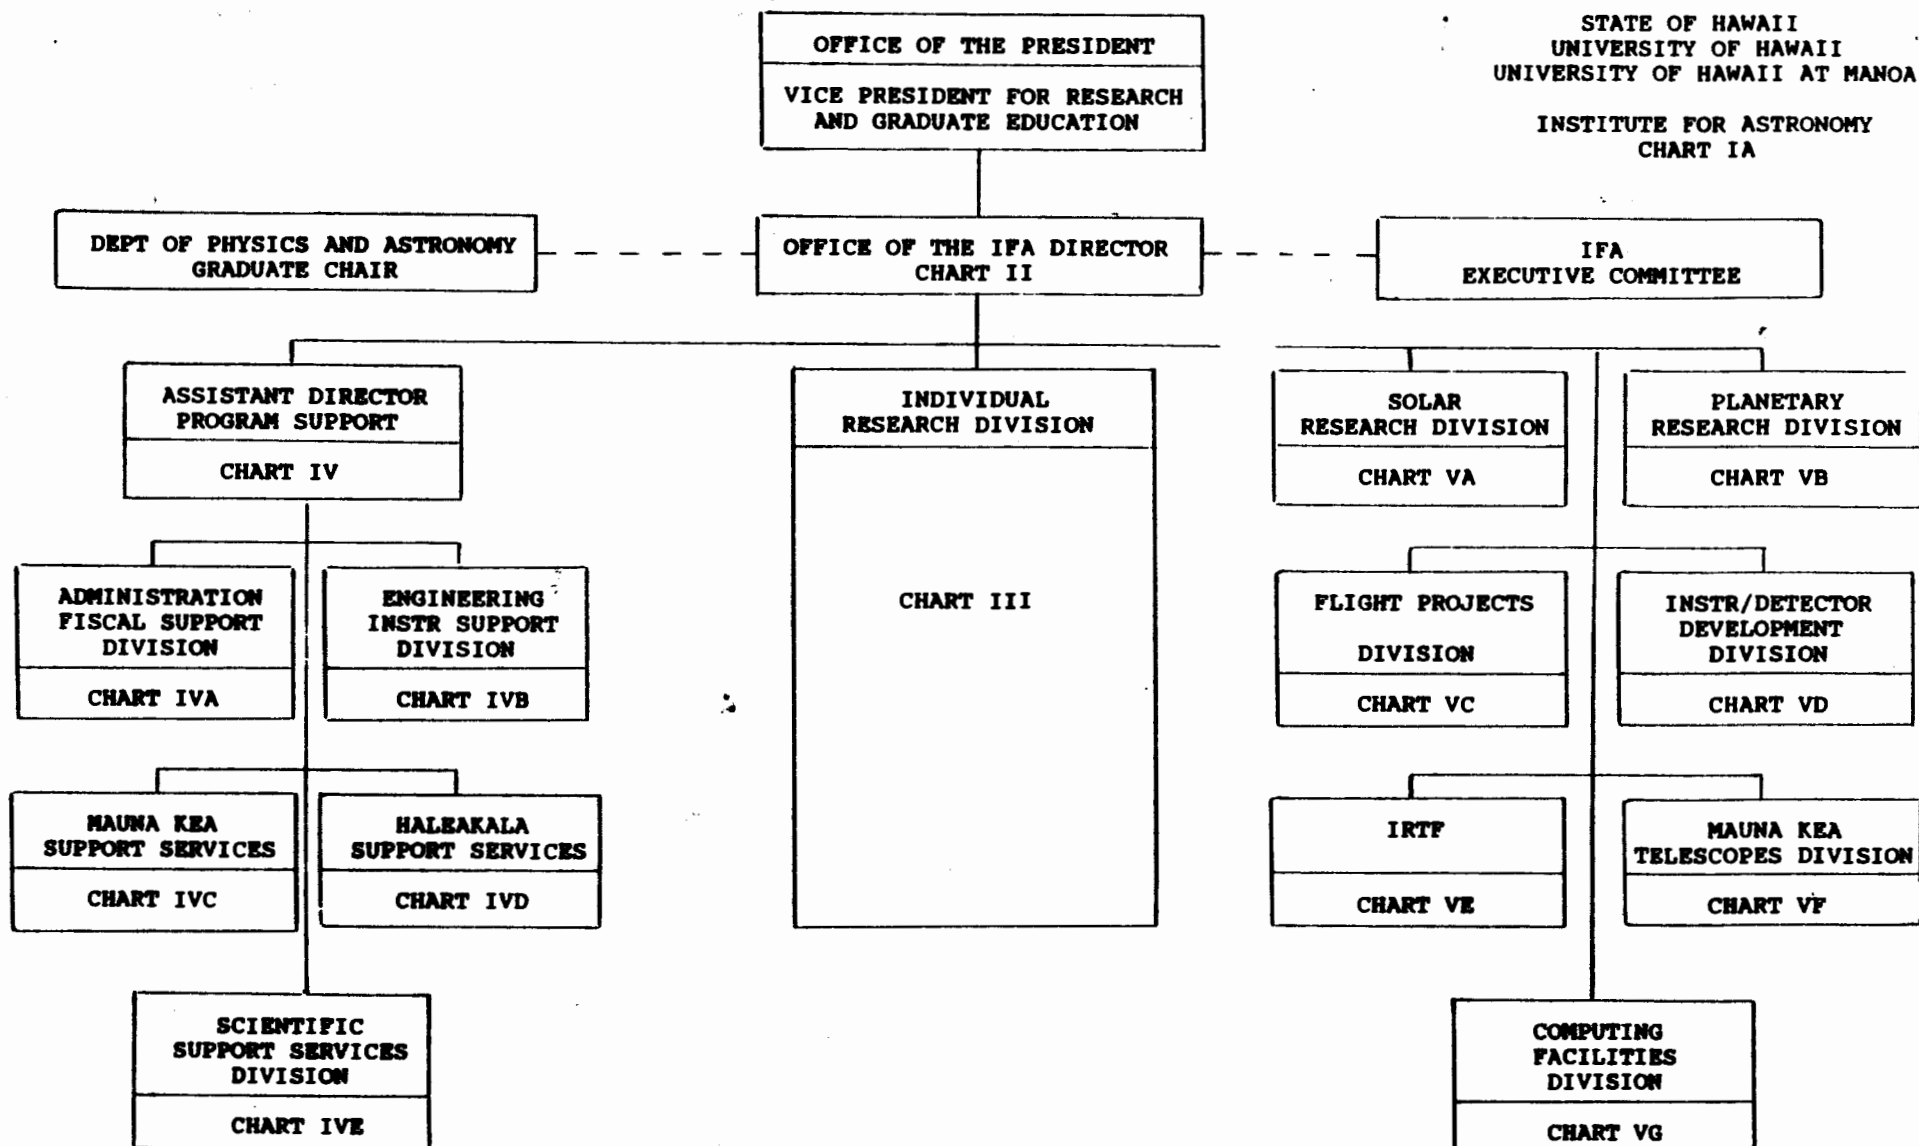 STATE OF HAWAII
UNIVERSITY OF HAWAII
UNIVERSITY OF HAWAII AT MANOA
INSTITUTE FOR ASTRONOMY
CHART IA
OFFICE OF THE PRESIDENT
VICE PRESIDENT FOR RESEARCH
AND GRADUATE EDUCATION
DEPT OF PHYSICS AND ASTRONOMY
GRADUATE CHAIR
OFFICE OF THE IFA DIRECTOR
CHART II
IFA
EXECUTIVE COMMITTEE
ASSISTANT DIRECTOR
PROGRAM SUPPORT
CHART IV
INDIVIDUAL
RESEARCH DIVISION
CHART III
SOLAR
RESEARCH DIVISION
CHART VA
PLANETARY
RESEARCH DIVISION
CHART VB
ADMINISTRATION
FISCAL SUPPORT
DIVISION
CHART IVA
ENGINEERING
INSTR SUPPORT
DIVISION
CHART IVB
FLIGHT PROJECTS
DIVISION
CHART VC
INSTR/DETECTOR
DEVELOPMENT
DIVISION
CHART VD
MAUNA KEA
SUPPORT SERVICES
CHART IVC
HALEAKALA
SUPPORT SERVICES
CHART IVD
IRTF
CHART VE
MAUNA KEA
TELESCOPES DIVISION
CHART VF
SCIENTIFIC
SUPPORT SERVICES
DIVISION
CHART IVE
COMPUTING
FACILITIES
DIVISION
CHART VG